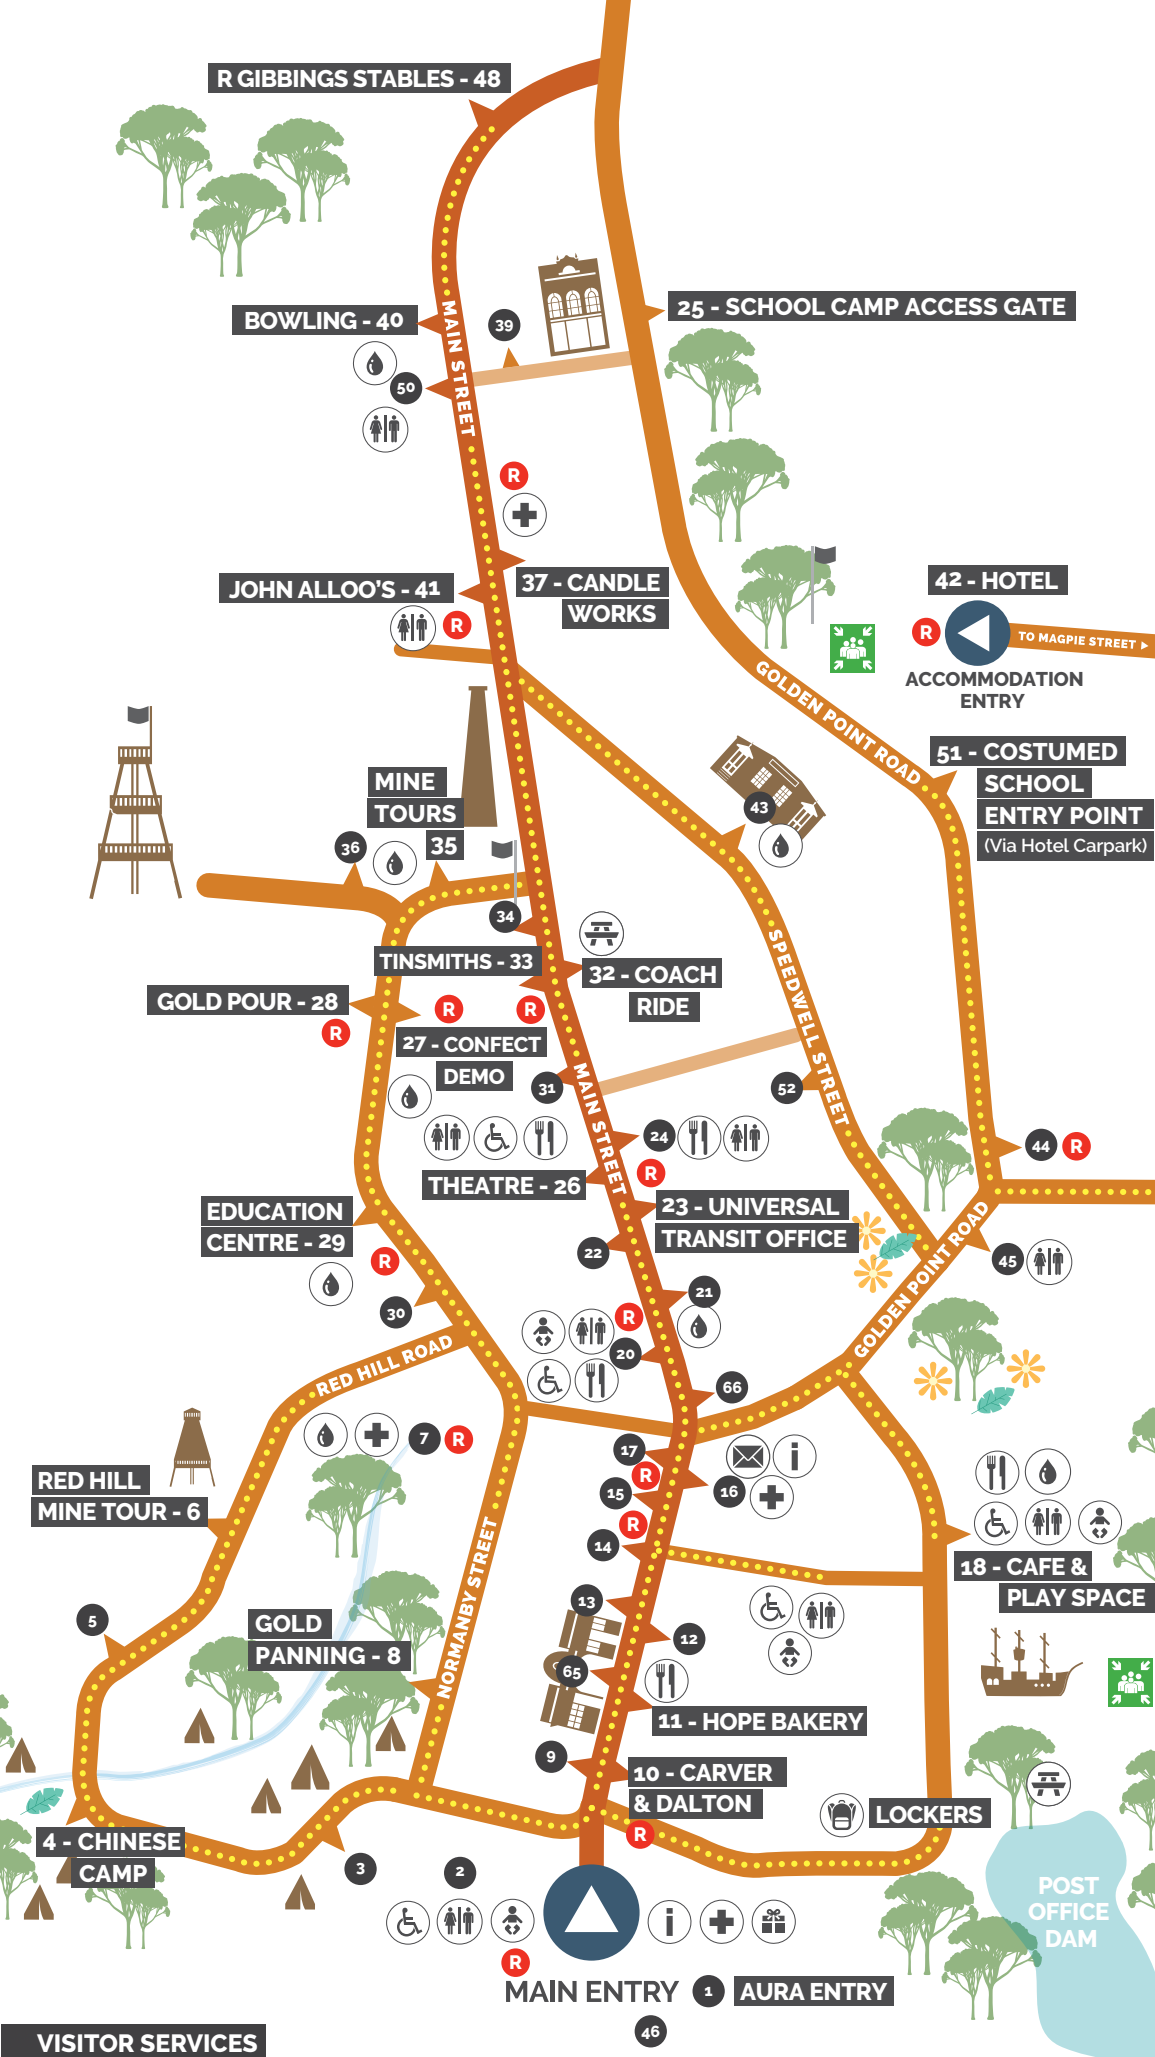 R GIBBINGS STABLES - 48
25 - SCHOOL CAMP ACCESS GATE
BOWLING - 40
39
MAIN STREET
50
R
42 - HOTEL
37 - CANDLE
WORKS
JOHN ALLOO'S - 41
R
R
TO MAGPIE STREET
ACCOMMODATION
ENTRY
GOLDEN POINT ROAD
51 - COSTUMED
SCHOOL
ENTRY POINT
(Via Hotel Carpark)
MINE
TOURS
35
43
36
34
SPEEDWELL STREET
TINSMITHS - 33
32 - COACH
RIDE
GOLD POUR - 28
R
R
R
27 - CONFECT
DEMO
31
MAIN STREET
52
24
44
R
R
THEATRE - 26
EDUCATION
CENTRE - 29
23 - UNIVERSAL
TRANSIT OFFICE
22
R
45
GOLDEN POINT ROAD
21
30
R
20
RED HILL ROAD
66
7
R
17
R
16
15
RED HILL
MINE TOUR - 6
R
14
18 - CAFE &
PLAY SPACE
NORMANBY STREET
13
5
GOLD
PANNING - 8
12
65
11 - HOPE BAKERY
9
10 - CARVER
& DALTON
LOCKERS
R
4 - CHINESE
CAMP
3
2
POST
OFFICE
DAM
R
MAIN ENTRY
1
AURA ENTRY
46
VISITOR SERVICES